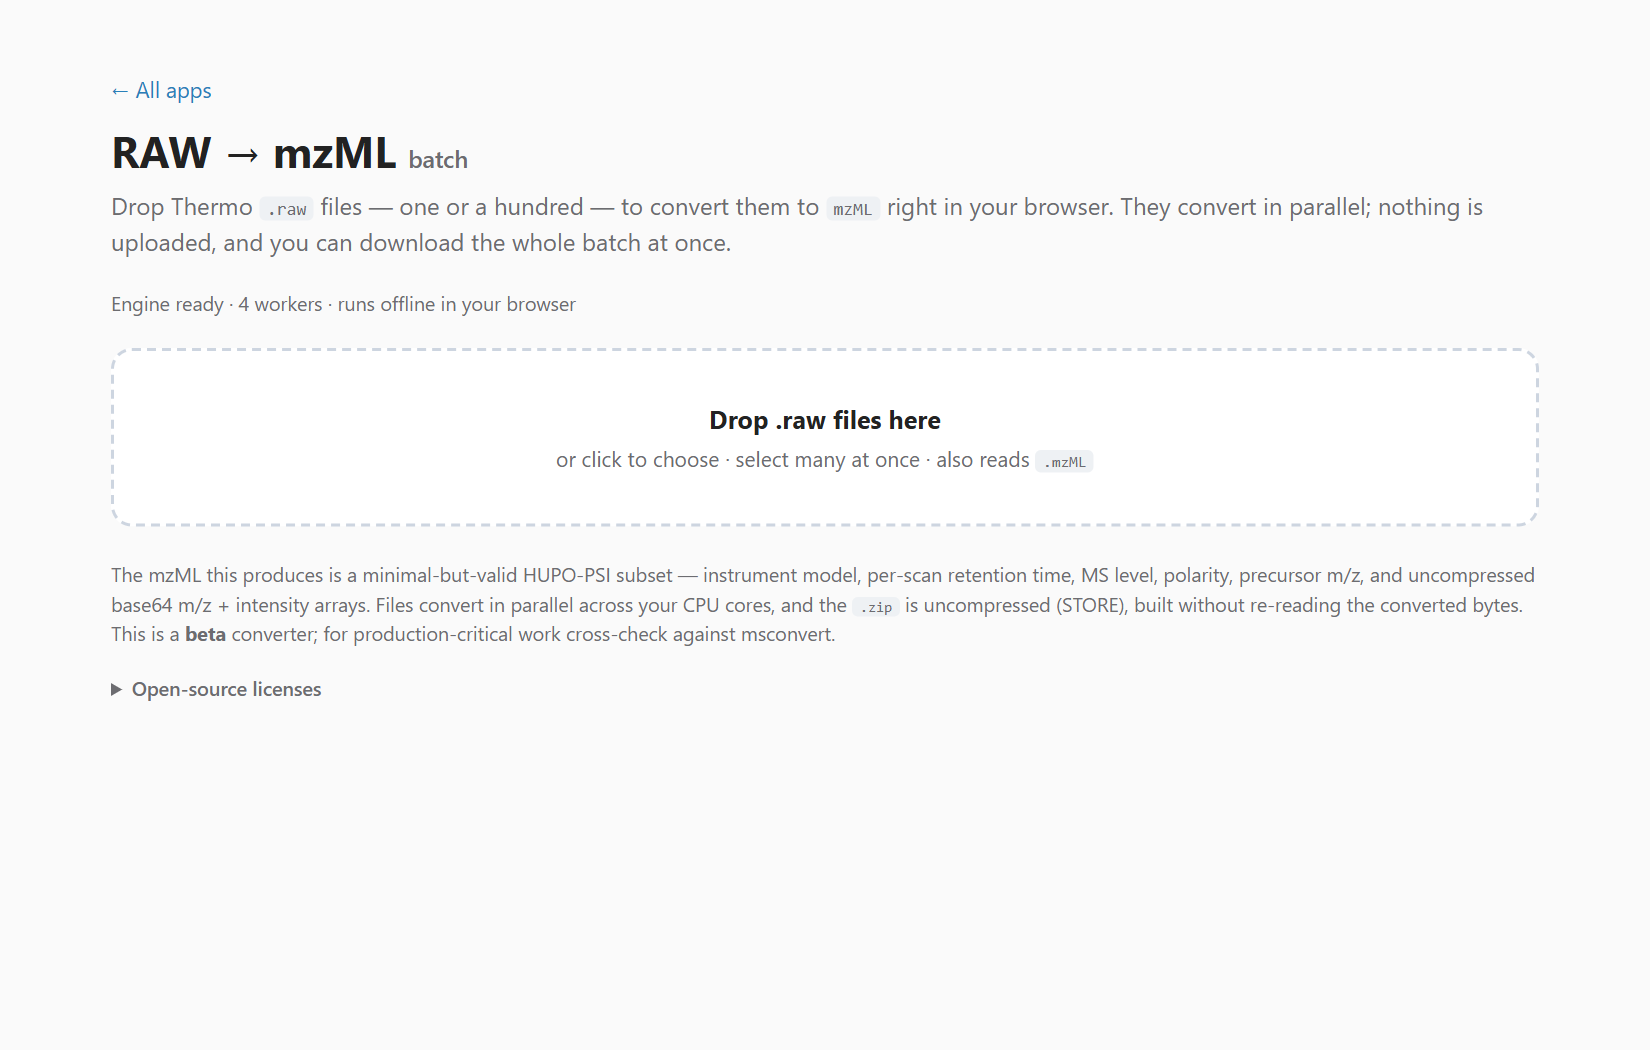 ← All apps
RAW → mzML batch
Drop Thermo .raw files — one or a hundred — to convert them to mzML right in your browser. They convert in parallel; nothing is
uploaded, and you can download the whole batch at once.
Engine ready · 4 workers · runs offline in your browser
Drop .raw files here
or click to choose · select many at once · also reads .mzML
The mzML this produces is a minimal-but-valid HUPO-PSI subset — instrument model, per-scan retention time, MS level, polarity, precursor m/z, and uncompressed
base64 m/z + intensity arrays. Files convert in parallel across your CPU cores, and the .zip is uncompressed (STORE), built without re-reading the converted bytes.
This is a beta converter; for production-critical work cross-check against msconvert.
▶ Open-source licenses